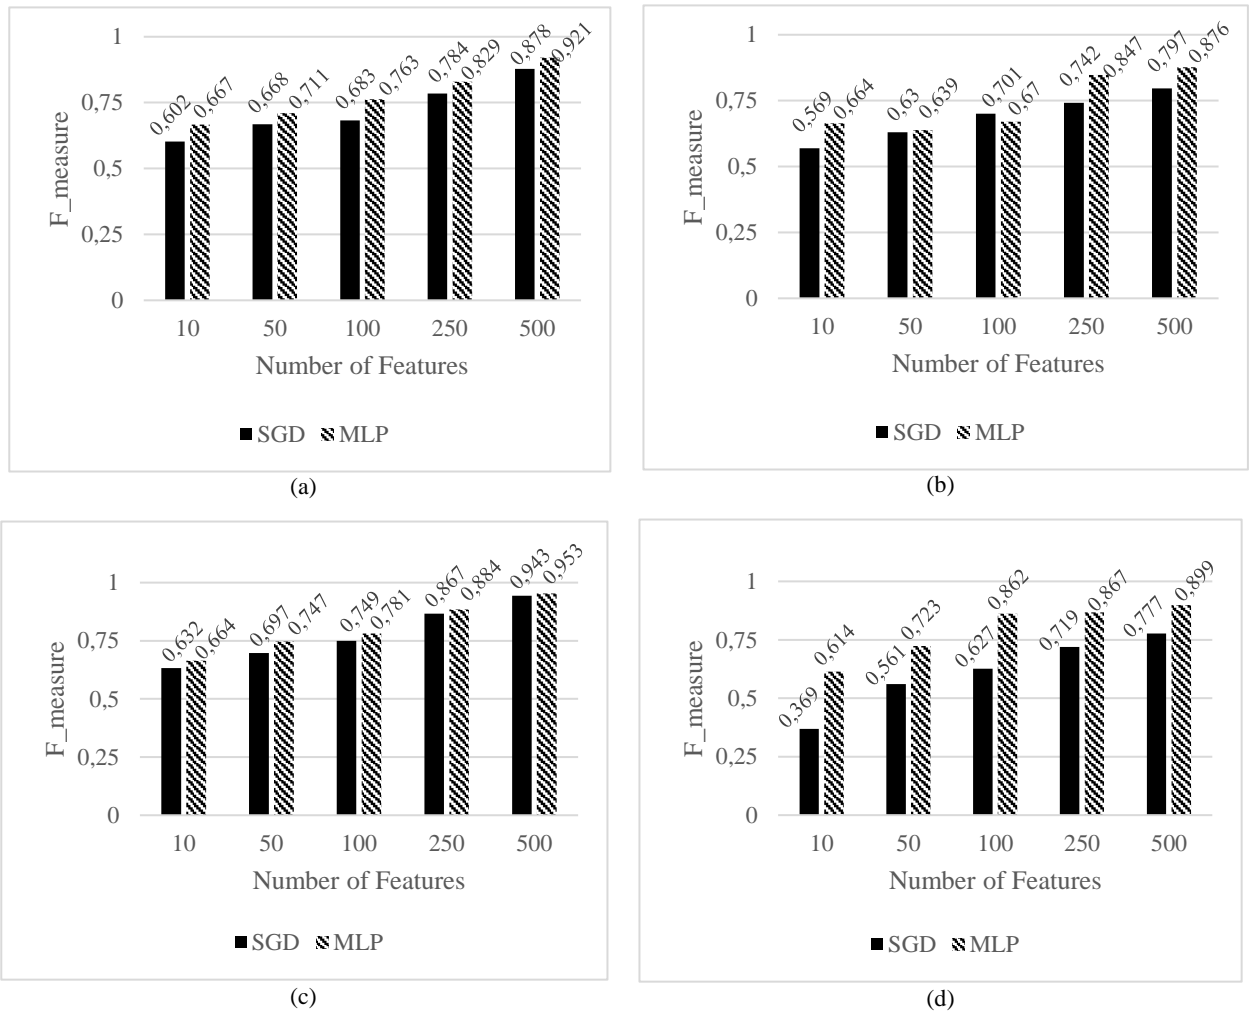 1
0,75
0,5
0,25
0
F_measure
0,602 0,667 0,668 0,711 0,683 0,763 0,784 0,829 0,878 0,921
10 50 100 250 500
Number of Features
SGD MLP
(a)
1
0,75
0,5
0,25
0
F_measure
0,569 0,664 0,63 0,639 0,701 0,67 0,742 0,847 0,797 0,876
10 50 100 250 500
Number of Features
SGD MLP
(b)
1
0,75
0,5
0,25
0
F_measure
0,632 0,664 0,697 0,747 0,749 0,781 0,867 0,884 0,943 0,953
10 50 100 250 500
Number of Features
SGD MLP
(c)
1
0,75
0,5
0,25
0
F_measure
0,369 0,614 0,561 0,723 0,627 0,862 0,719 0,867 0,777 0,899
10 50 100 250 500
Number of Features
SGD MLP
(d)